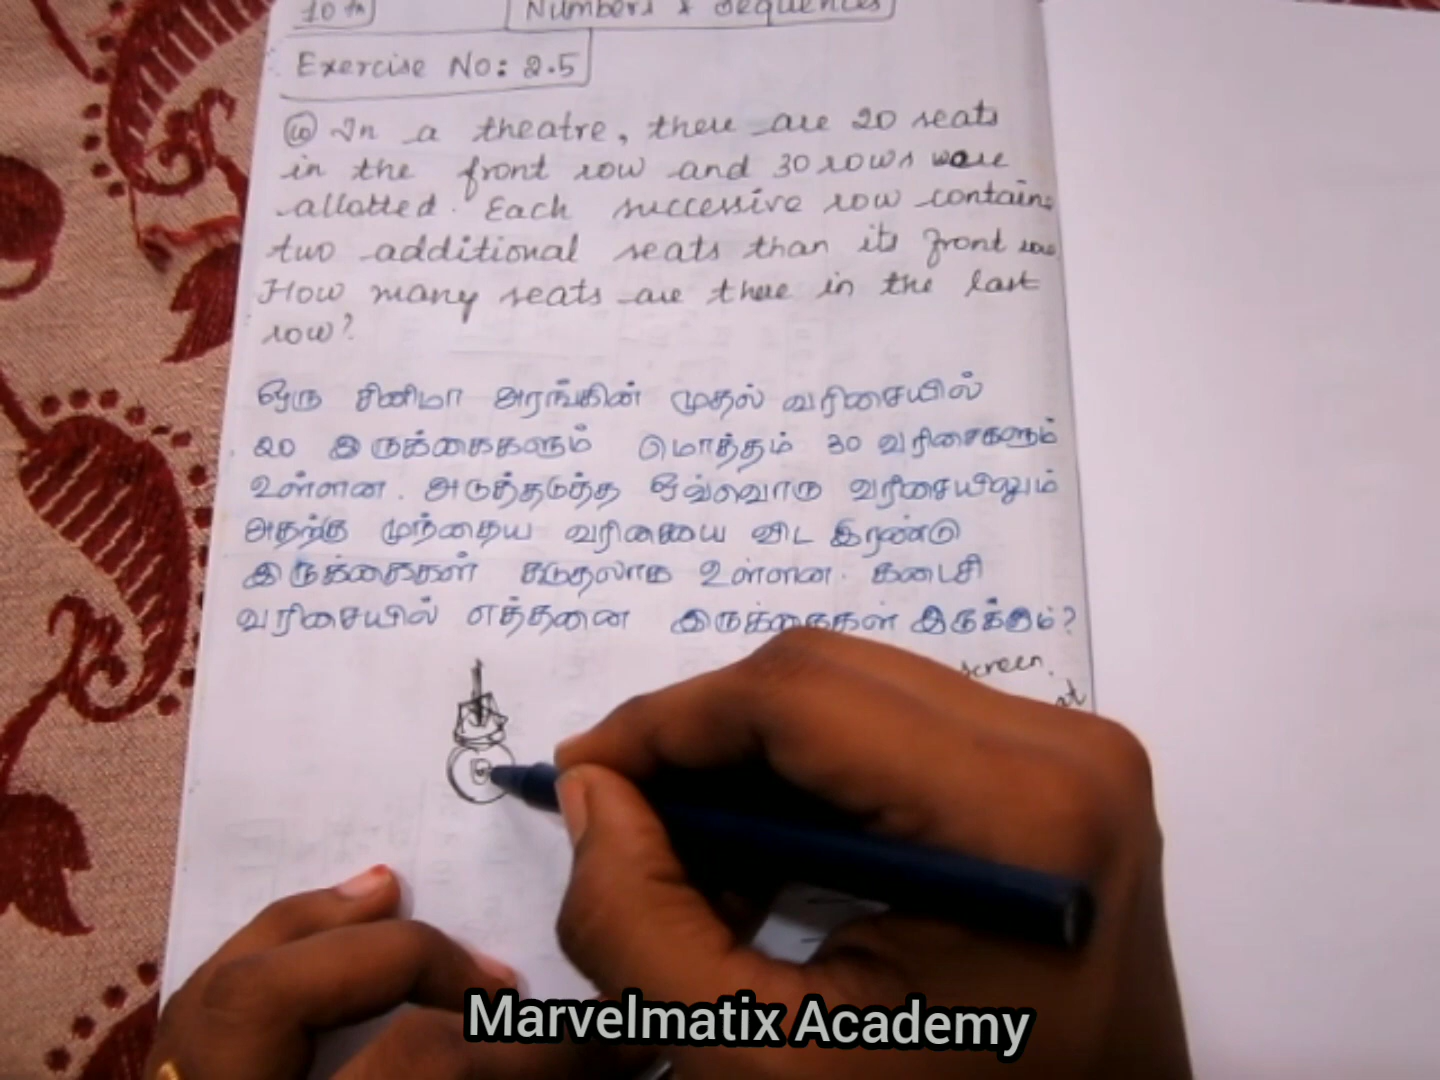 10th
Numbers & Sequences
Exercise No: 2.5
⑩ In a theatre, there are 20 seats
in the front row and 30 rows were
allotted. Each successive row contains
two additional seats than its front row
How many seats are there in the last
row?
ஒரு சினிமா அரங்கின் முதல் வரிசையில்
20 இருக்கைகளும் மொத்தம் 30 வரிசைகளும்
உள்ளன. அடுத்தடுத்த ஒவ்வொரு வரிசையிலும்
அதற்கு முந்தைய வரிசையை விட இரண்டு
இருக்கைகள் கூடுதலாக உள்ளன. கடைசி
வரிசையில் எத்தனை இருக்கைகள் இருக்கும்?
screen.
Marvelmatix Academy